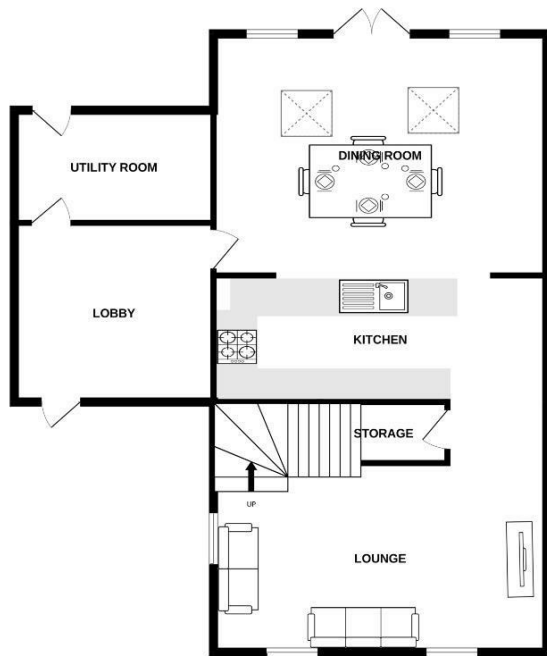 DINING ROOM
UTILITY ROOM
LOBBY
KITCHEN
STORAGE
UP
LOUNGE